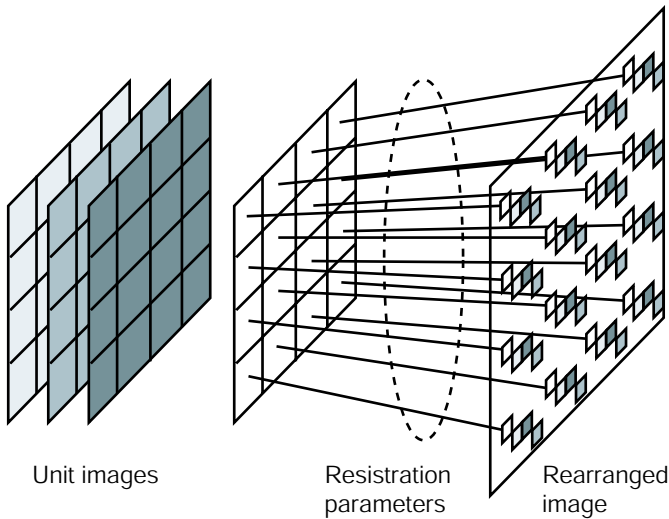 Unit images
Resistration
parameters
Rearranged
image